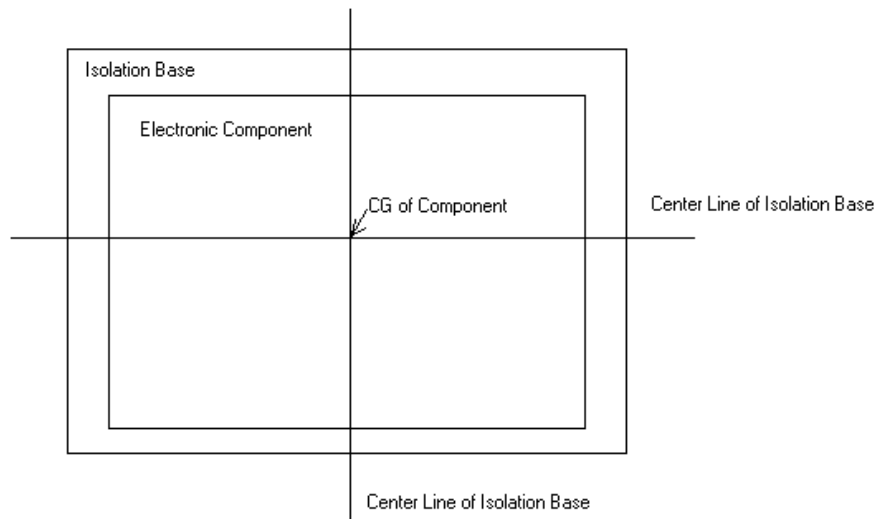 Isolation Base
Electronic Component
CG of Component
Center Line of Isolation Base
Center Line of Isolation Base